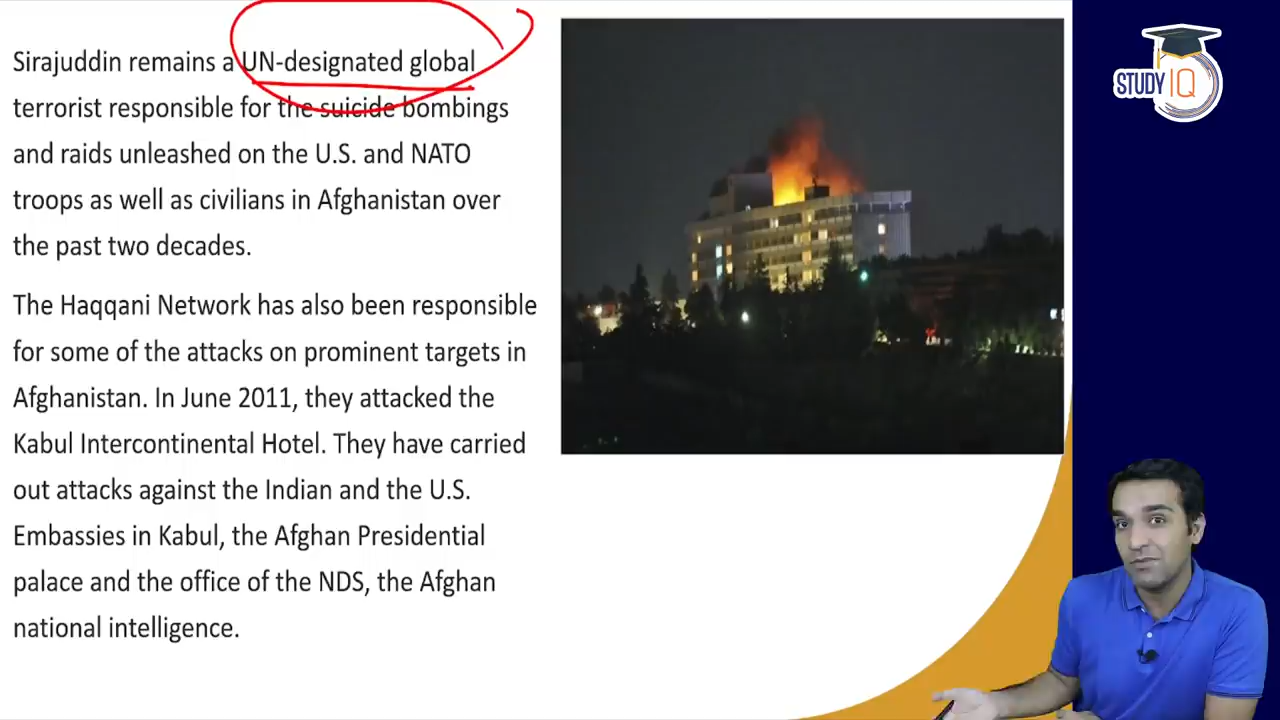 Sirajuddin remains a UN-designated global
terrorist responsible for the suicide bombings
and raids unleashed on the U.S. and NATO
troops as well as civilians in Afghanistan over
the past two decades.
The Haqqani Network has also been responsible
for some of the attacks on prominent targets in
Afghanistan. In June 2011, they attacked the
Kabul Intercontinental Hotel. They have carried
out attacks against the Indian and the U.S.
Embassies in Kabul, the Afghan Presidential
palace and the office of the NDS, the Afghan
national intelligence.
STUDY IQ